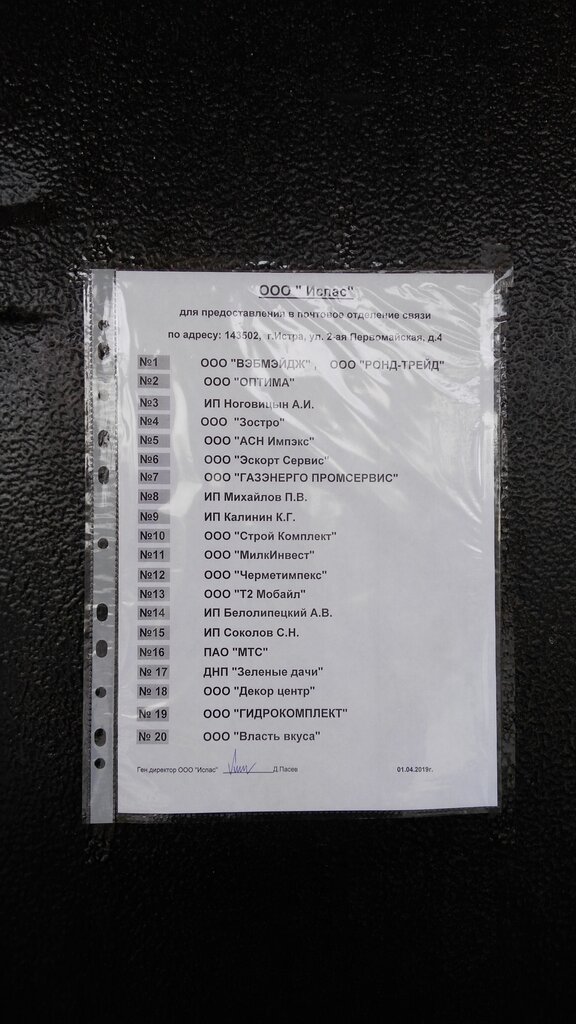 ООО " Испас"
для предоставления в почтовое отделение связи
по адресу: 143502, г.Истра, ул. 2-ая Первомайская, д.4
№1 ООО "ВЭБМЭЙДЖ" , ООО "РОНД-ТРЕЙД"
№2 ООО "ОПТИМА"
№3 ИП Ноговицын А.И.
№4 ООО "Зостро"
№5 ООО "АСН Импэкс"
№6 ООО "Эскорт Сервис"
№7 ООО "ГАЗЭНЕРГО ПРОМСЕРВИС"
№8 ИП Михайлов П.В.
№9 ИП Калинин К.Г.
№10 ООО "Строй Комплект"
№11 ООО "МилкИнвест"
№12 ООО "Черметимпекс"
№13 ООО "Т2 Мобайл"
№14 ИП Белолипецкий А.В.
№15 ИП Соколов С.Н.
№16 ПАО "МТС"
№ 17 ДНП "Зеленые дачи"
№ 18 ООО "Декор центр"
№ 19 ООО "ГИДРОКОМПЛЕКТ"
№ 20 ООО "Власть вкуса"
Ген.директор ООО "Испас" Д.Пасев 01.04.2019г.